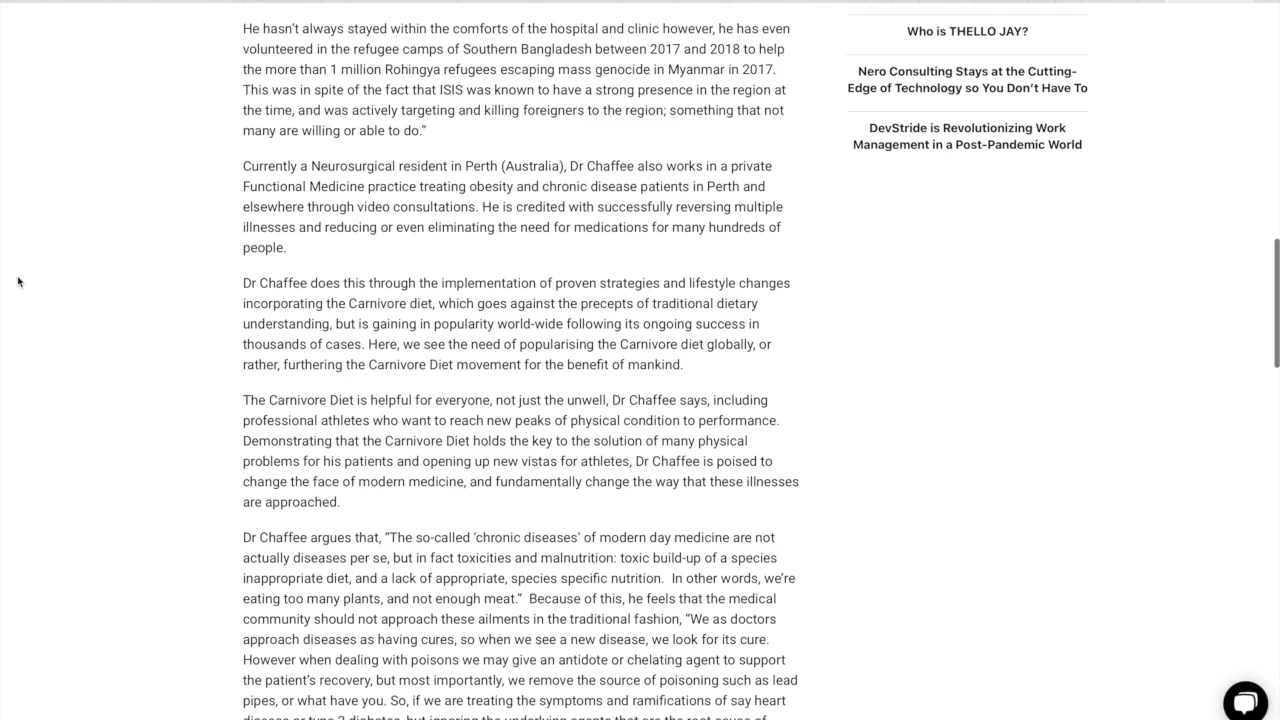 He hasn’t always stayed within the comforts of the hospital and clinic however, he has even
volunteered in the refugee camps of Southern Bangladesh between 2017 and 2018 to help
the more than 1 million Rohingya refugees escaping mass genocide in Myanmar in 2017.
This was in spite of the fact that ISIS was known to have a strong presence in the region at
the time, and was actively targeting and killing foreigners to the region; something that not
many are willing or able to do.”
Currently a Neurosurgical resident in Perth (Australia), Dr Chaffee also works in a private
Functional Medicine practice treating obesity and chronic disease patients in Perth and
elsewhere through video consultations. He is credited with successfully reversing multiple
illnesses and reducing or even eliminating the need for medications for many hundreds of
people.
Dr Chaffee does this through the implementation of proven strategies and lifestyle changes
incorporating the Carnivore diet, which goes against the precepts of traditional dietary
understanding, but is gaining in popularity world-wide following its ongoing success in
thousands of cases. Here, we see the need of popularising the Carnivore diet globally, or
rather, furthering the Carnivore Diet movement for the benefit of mankind.
The Carnivore Diet is helpful for everyone, not just the unwell, Dr Chaffee says, including
professional athletes who want to reach new peaks of physical condition to performance.
Demonstrating that the Carnivore Diet holds the key to the solution of many physical
problems for his patients and opening up new vistas for athletes, Dr Chaffee is poised to
change the face of modern medicine, and fundamentally change the way that these illnesses
are approached.
Dr Chaffee argues that, “The so-called ‘chronic diseases’ of modern day medicine are not
actually diseases per se, but in fact toxicities and malnutrition: toxic build-up of a species
inappropriate diet, and a lack of appropriate, species specific nutrition.  In other words, we’re
eating too many plants, and not enough meat.”  Because of this, he feels that the medical
community should not approach these ailments in the traditional fashion, “We as doctors
approach diseases as having cures, so when we see a new disease, we look for its cure.
However when dealing with poisons we may give an antidote or chelating agent to support
the patient’s recovery, but most importantly, we remove the source of poisoning such as lead
pipes, or what have you. So, if we are treating the symptoms and ramifications of say heart
disease or type 2 diabetes, but ignoring the underlying agents that are the root cause of
Who is THELLO JAY?
Nero Consulting Stays at the Cutting-
Edge of Technology so You Don’t Have To
DevStride is Revolutionizing Work
Management in a Post-Pandemic World